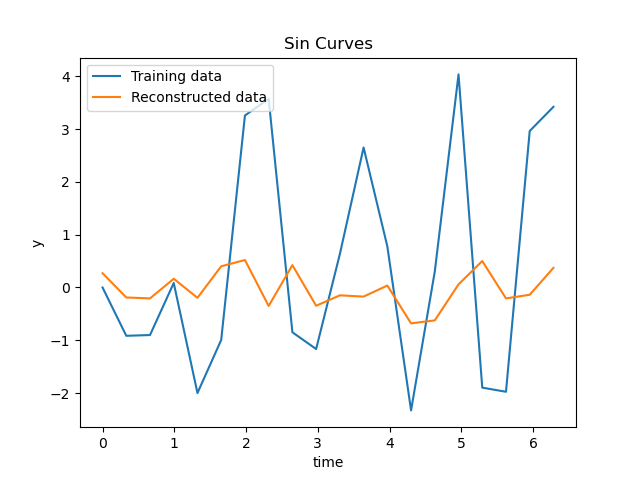 Sin Curves
Training data
Reconstructed data
4
3
2
1
0
−1
−2
y
0 1 2 3 4 5 6
time